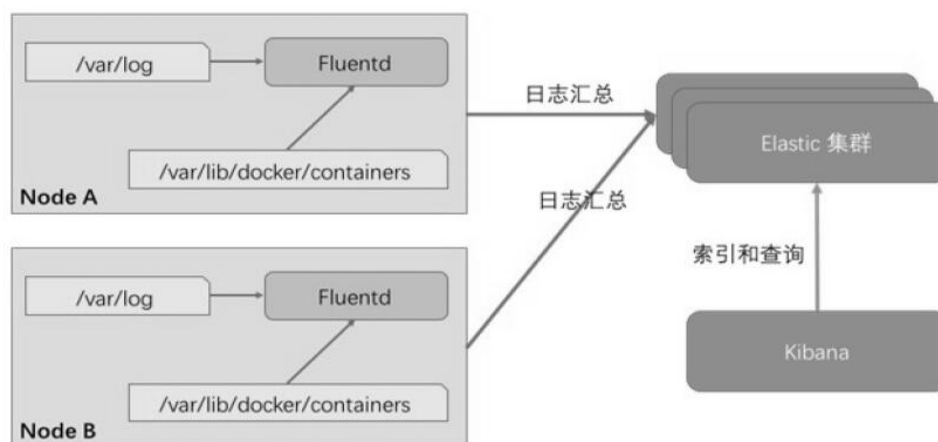 /var/log
Fluentd
/var/lib/docker/containers
Node A
日志汇总
日志汇总
Elastic 集群
索引和查询
Kibana
/var/log
Fluentd
/var/lib/docker/containers
Node B